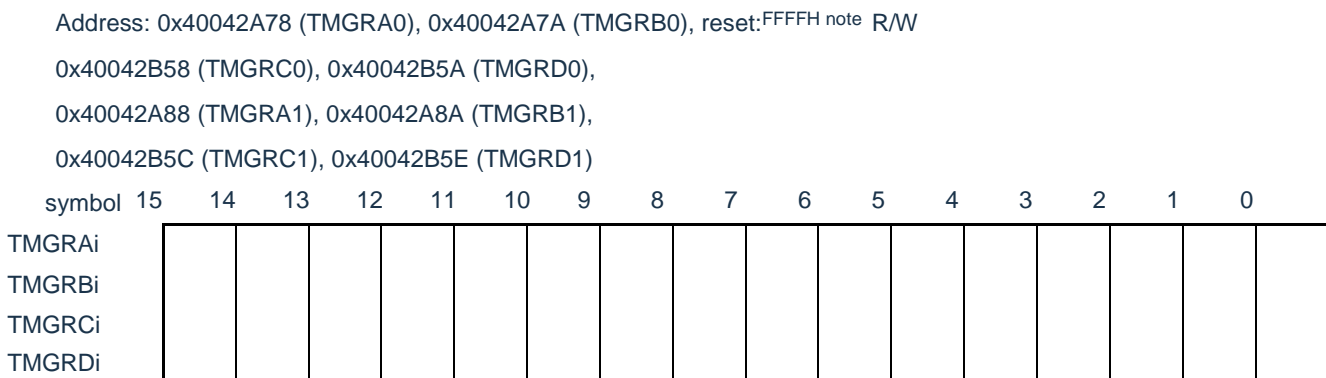 Address: 0x40042A78 (TMGRA0), 0x40042A7A (TMGRB0), reset:FFFFH note R/W
0x40042B58 (TMGRC0), 0x40042B5A (TMGRD0),
0x40042A88 (TMGRA1), 0x40042A8A (TMGRB1),
0x40042B5C (TMGRC1), 0x40042B5E (TMGRD1)
symbol 15 14 13 12 11 10 9 8 7 6 5 4 3 2 1 0
TMGRAi
TMGRBi
TMGRCi
TMGRDi